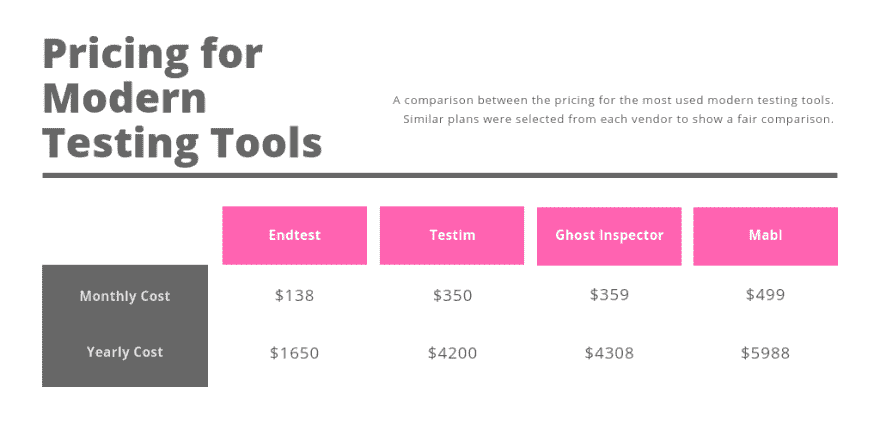 Pricing for
Modern
Testing Tools
A comparison between the pricing for the most used modern testing tools.
Similar plans were selected from each vendor to show a fair comparison.
Endtest Testim Ghost Inspector Mabl
Monthly Cost $138 $350 $359 $499
Yearly Cost $1650 $4200 $4308 $5988